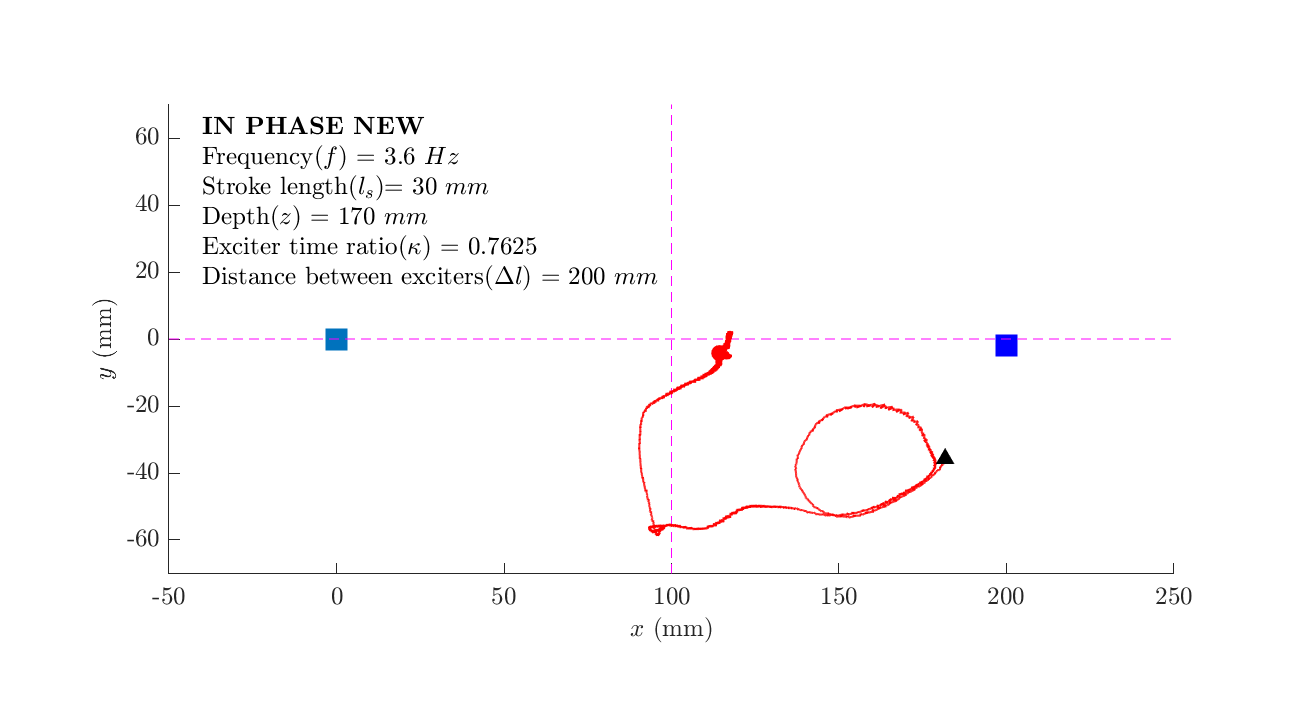 IN PHASE NEW
Frequency(f) = 3.6 Hz
Stroke length(lₛ)= 30 mm
Depth(z) = 170 mm
Exciter time ratio(κ) = 0.7625
Distance between exciters(Δl) = 200 mm
60
40
20
0
-20
-40
-60
y (mm)
-50 0 50 100 150 200 250
x (mm)